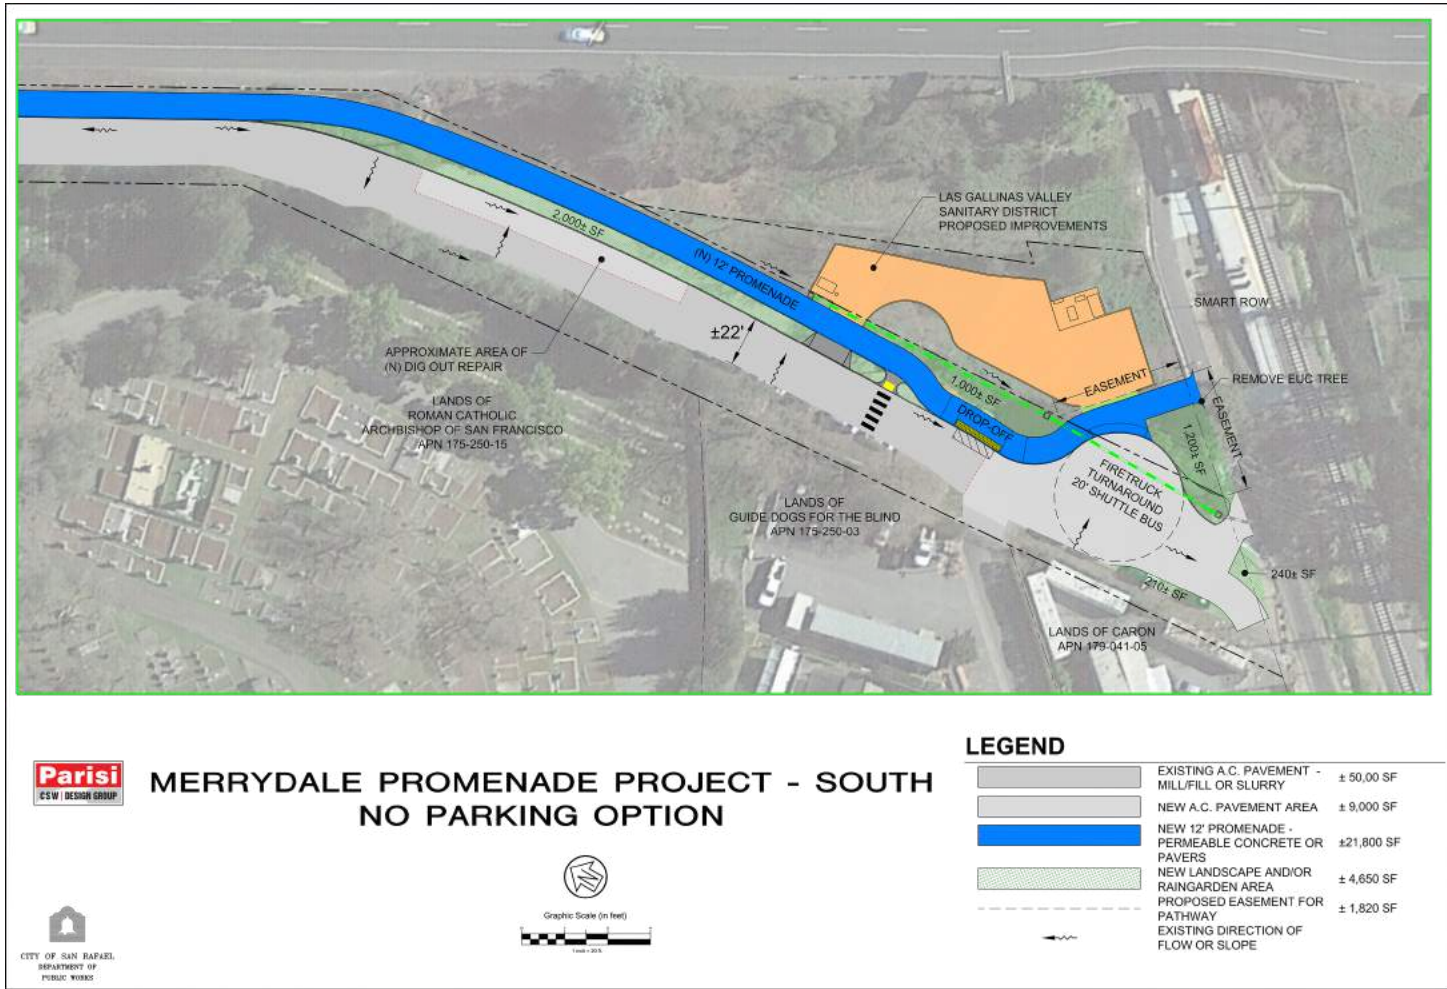 LAS GALLINAS VALLEY
SANITARY DISTRICT
PROPOSED IMPROVEMENTS
2,000± SF
(N) 12' PROMENADE
SMART ROW
±22'
APPROXIMATE AREA OF
(N) DIG OUT REPAIR
EASEMENT
REMOVE EUC TREE
1,000± SF
LANDS OF
ROMAN CATHOLIC
ARCHBISHOP OF SAN FRANCISCO
APN 175-250-15
DROP-OFF
EASEMENT
1,200± SF
FIRETRUCK
TURNAROUND
20' SHUTTLE BUS
LANDS OF
GUIDE DOGS FOR THE BLIND
APN 175-250-03
240± SF
210± SF
LANDS OF CARON
APN 179-041-05
Parisi
CSW | DESIGN GROUP
MERRYDALE PROMENADE PROJECT - SOUTH
NO PARKING OPTION
Graphic Scale (in feet)
CITY OF SAN RAFAEL
DEPARTMENT OF
PUBLIC WORKS
LEGEND
EXISTING A.C. PAVEMENT -
MILL/FILL OR SLURRY
± 50,00 SF
NEW A.C. PAVEMENT AREA
± 9,000 SF
NEW 12' PROMENADE -
PERMEABLE CONCRETE OR
PAVERS
±21,800 SF
NEW LANDSCAPE AND/OR
RAINGARDEN AREA
± 4,650 SF
PROPOSED EASEMENT FOR
PATHWAY
± 1,820 SF
EXISTING DIRECTION OF
FLOW OR SLOPE